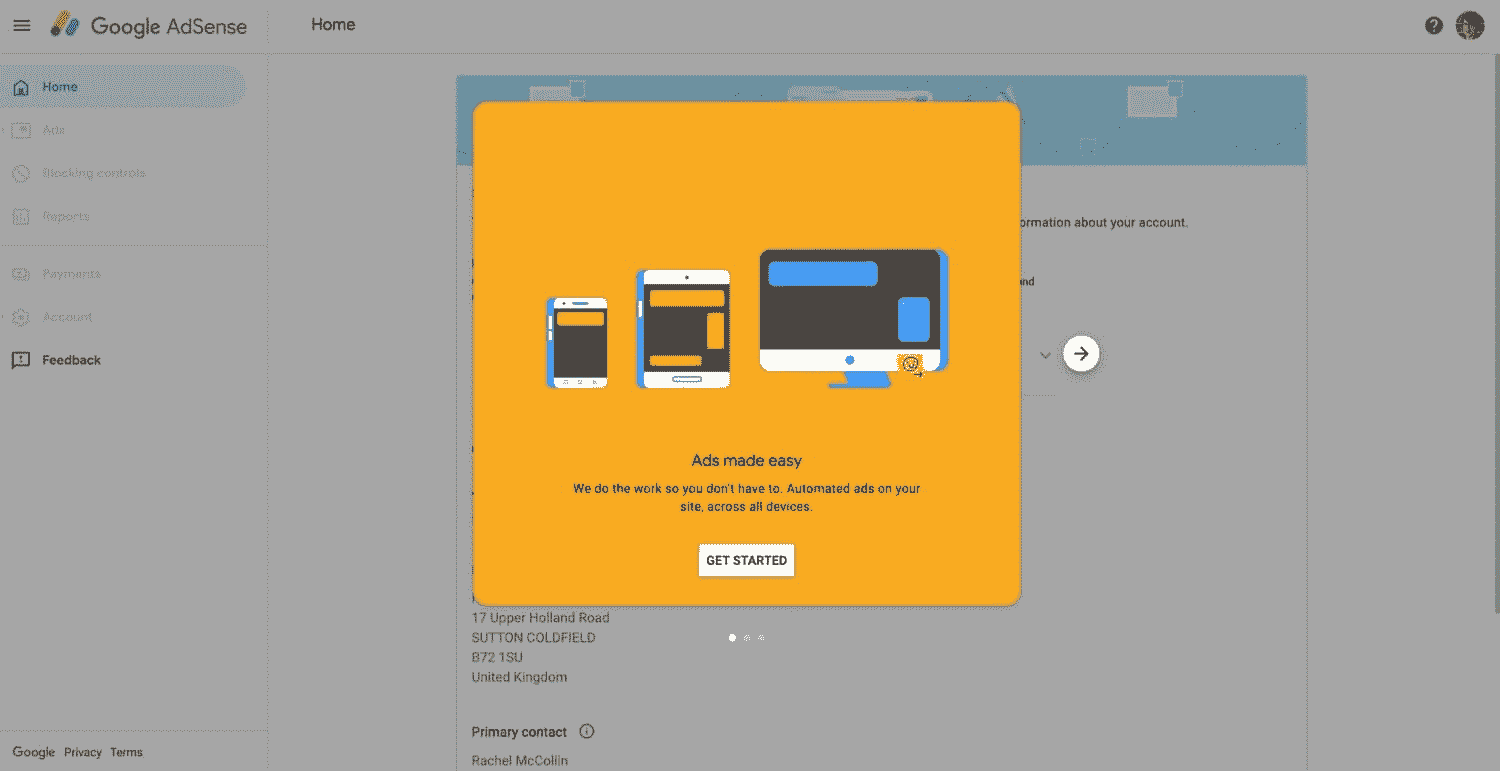 Google AdSense
Home
Home
Ads
Blocking controls
Reports
Payments
Account
Feedback
Google Privacy Terms
ormation about your account.
nd
Ads made easy
We do the work so you don't have to. Automated ads on your
site, across all devices.
GET STARTED
17 Upper Holland Road
SUTTON COLDFIELD
B72 1SU
United Kingdom
Primary contact
Rachel McCollin